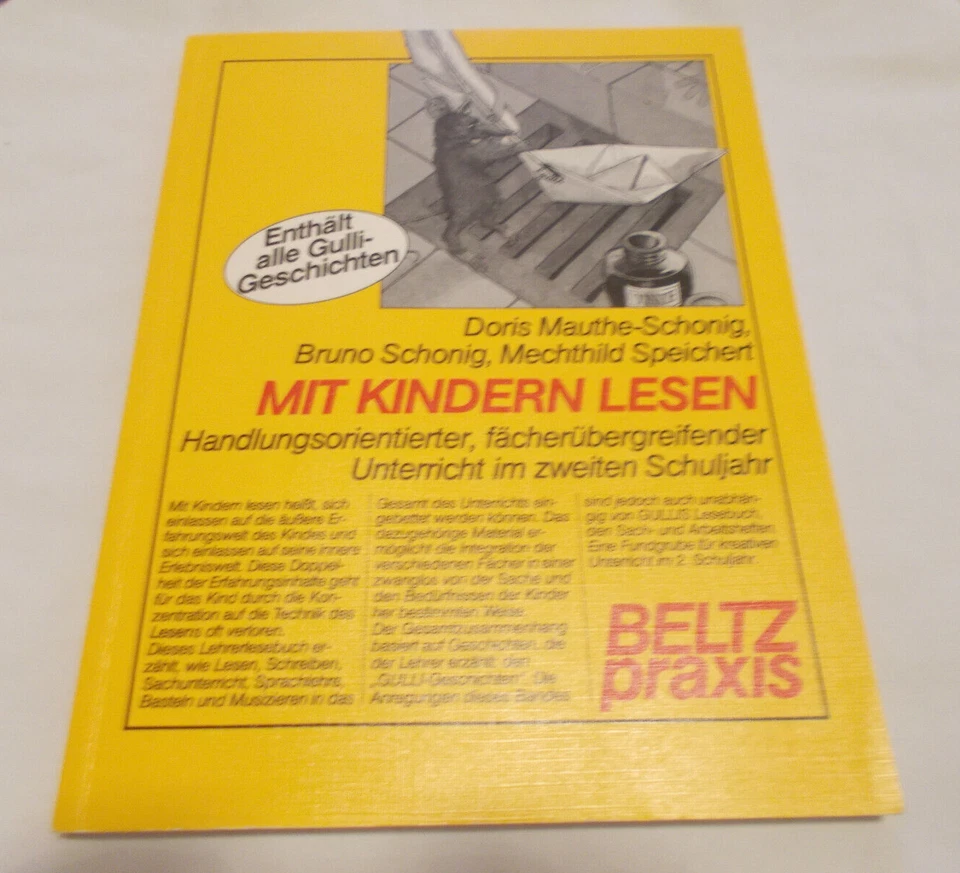 Enthält
alle Gulli-
Geschichten
Doris Mauthe-Schonig,
Bruno Schonig, Mechthild Speichert
MIT KINDERN LESEN
Handlungsorientierter, fächerübergreifender
Unterricht im zweiten Schuljahr
Mit Kindern lesen heißt, sich
einlassen auf die äußere Er-
fahrungswelt des Kindes und
sich einlassen auf seine innere
Erlebniswelt. Diese Doppel-
heit der Erfahrungsinhalte geht
für das Kind durch die Kon-
zentration auf die Technik des
Lesens oft verloren.
Dieses Lehrerlesebuch er-
zählt, wie Lesen, Schreiben,
Sachunterricht, Sprachlehre,
Basteln und Musizieren in das
Gesamt des Unterrichts ein-
gebettet werden können. Das
dazugehörige Material er-
möglicht die Integration der
verschiedenen Fächer in einer
zwanglos von der Sache und
den Bedürfnissen der Kinder
her bestimmten Weise.
Der Gesamtzusammenhang
basiert auf Geschichten, die
der Lehrer erzählt: den
„GULLI-Geschichten". Die
Anregungen dieses Bandes
sind jedoch auch unabhän-
gig von GULLIS Lesebuch,
den Sach- und Arbeitsheften
Eine Fundgrube für kreativen
Unterricht im 2. Schuljahr.
BELTZ
praxis